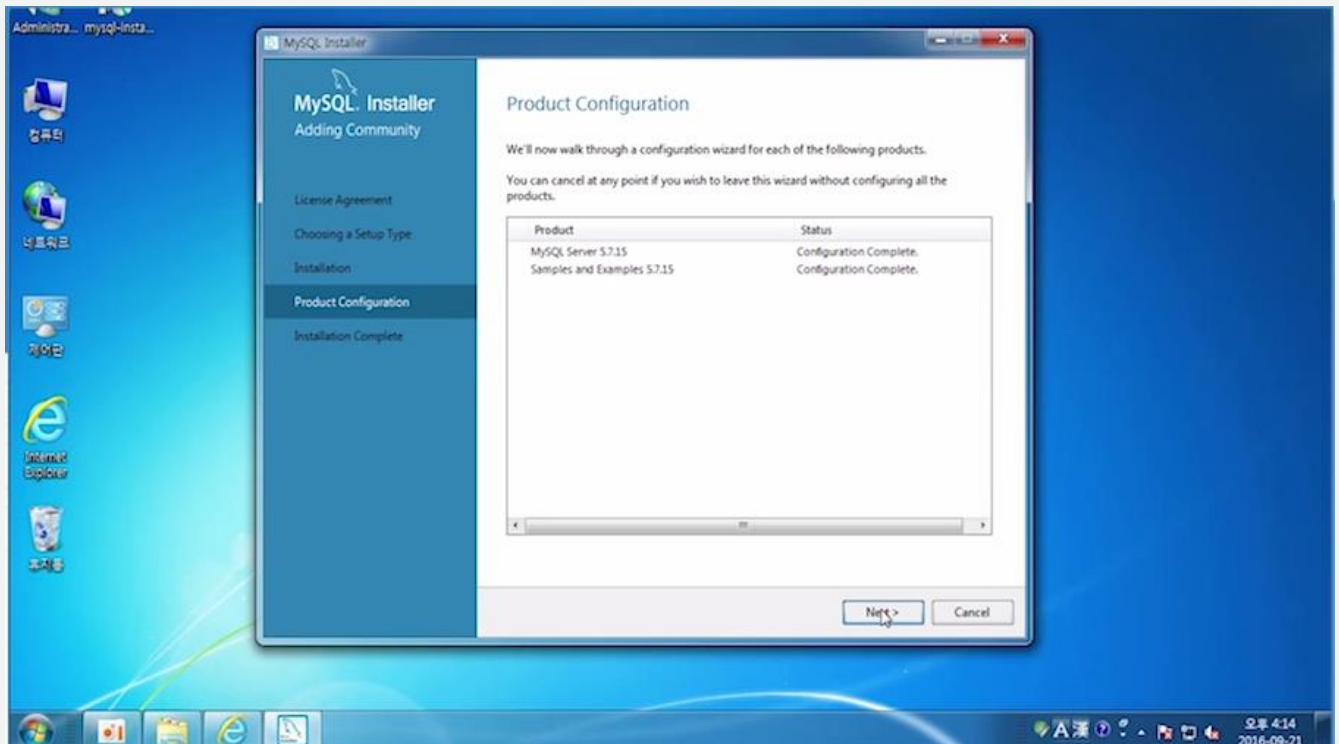 Administra... mysql-insta...
컴퓨터
네트워크
제어판
Internet
Explorer
휴지통
MySQL Installer
MySQL. Installer
Adding Community
License Agreement
Choosing a Setup Type
Installation
Product Configuration
Installation Complete
Product Configuration
We'll now walk through a configuration wizard for each of the following products.
You can cancel at any point if you wish to leave this wizard without configuring all the
products.
Product Status
MySQL Server 5.7.15 Configuration Complete.
Samples and Examples 5.7.15 Configuration Complete.
Next > Cancel
A 漢
오후 4:14
2016-09-21